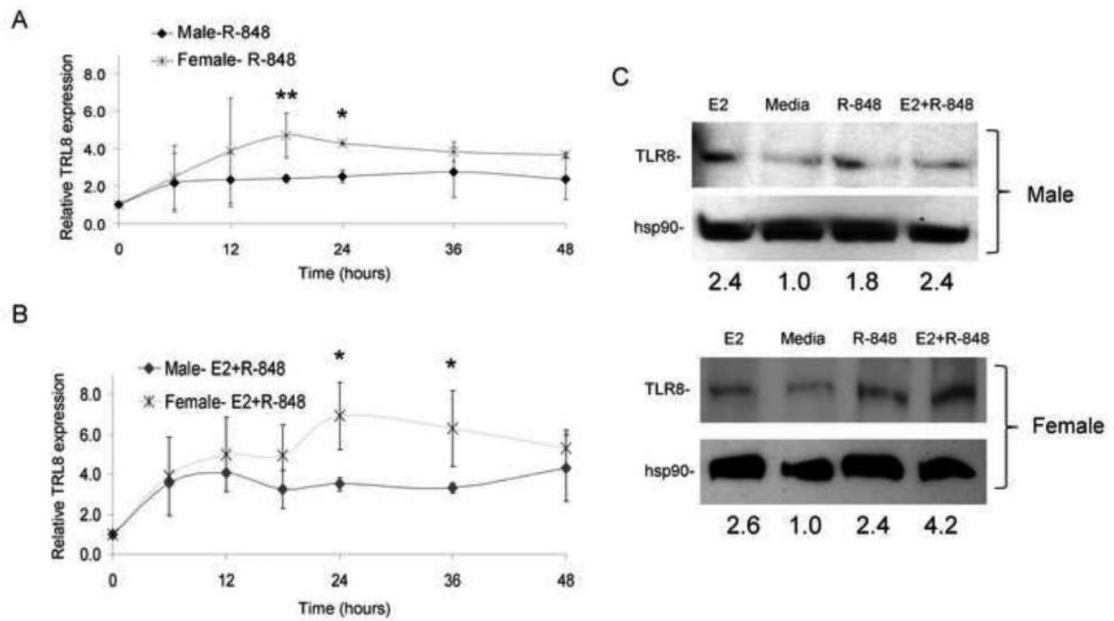 A
Male-R-848
Female- R-848
Relative TRL8 expression
8.0
6.0
4.0
2.0
0.0
**
*
0
12
24
36
48
Time (hours)
B
Male- E2+R-848
Female- E2+R-848
Relative TRL8 expression
8.0
6.0
4.0
2.0
0.0
*
*
0
12
24
36
48
Time (hours)
C
E2 Media R-848 E2+R-848
TLR8-
hsp90-
Male
2.4 1.0 1.8 2.4
E2 Media R-848 E2+R-848
TLR8-
hsp90-
Female
2.6 1.0 2.4 4.2